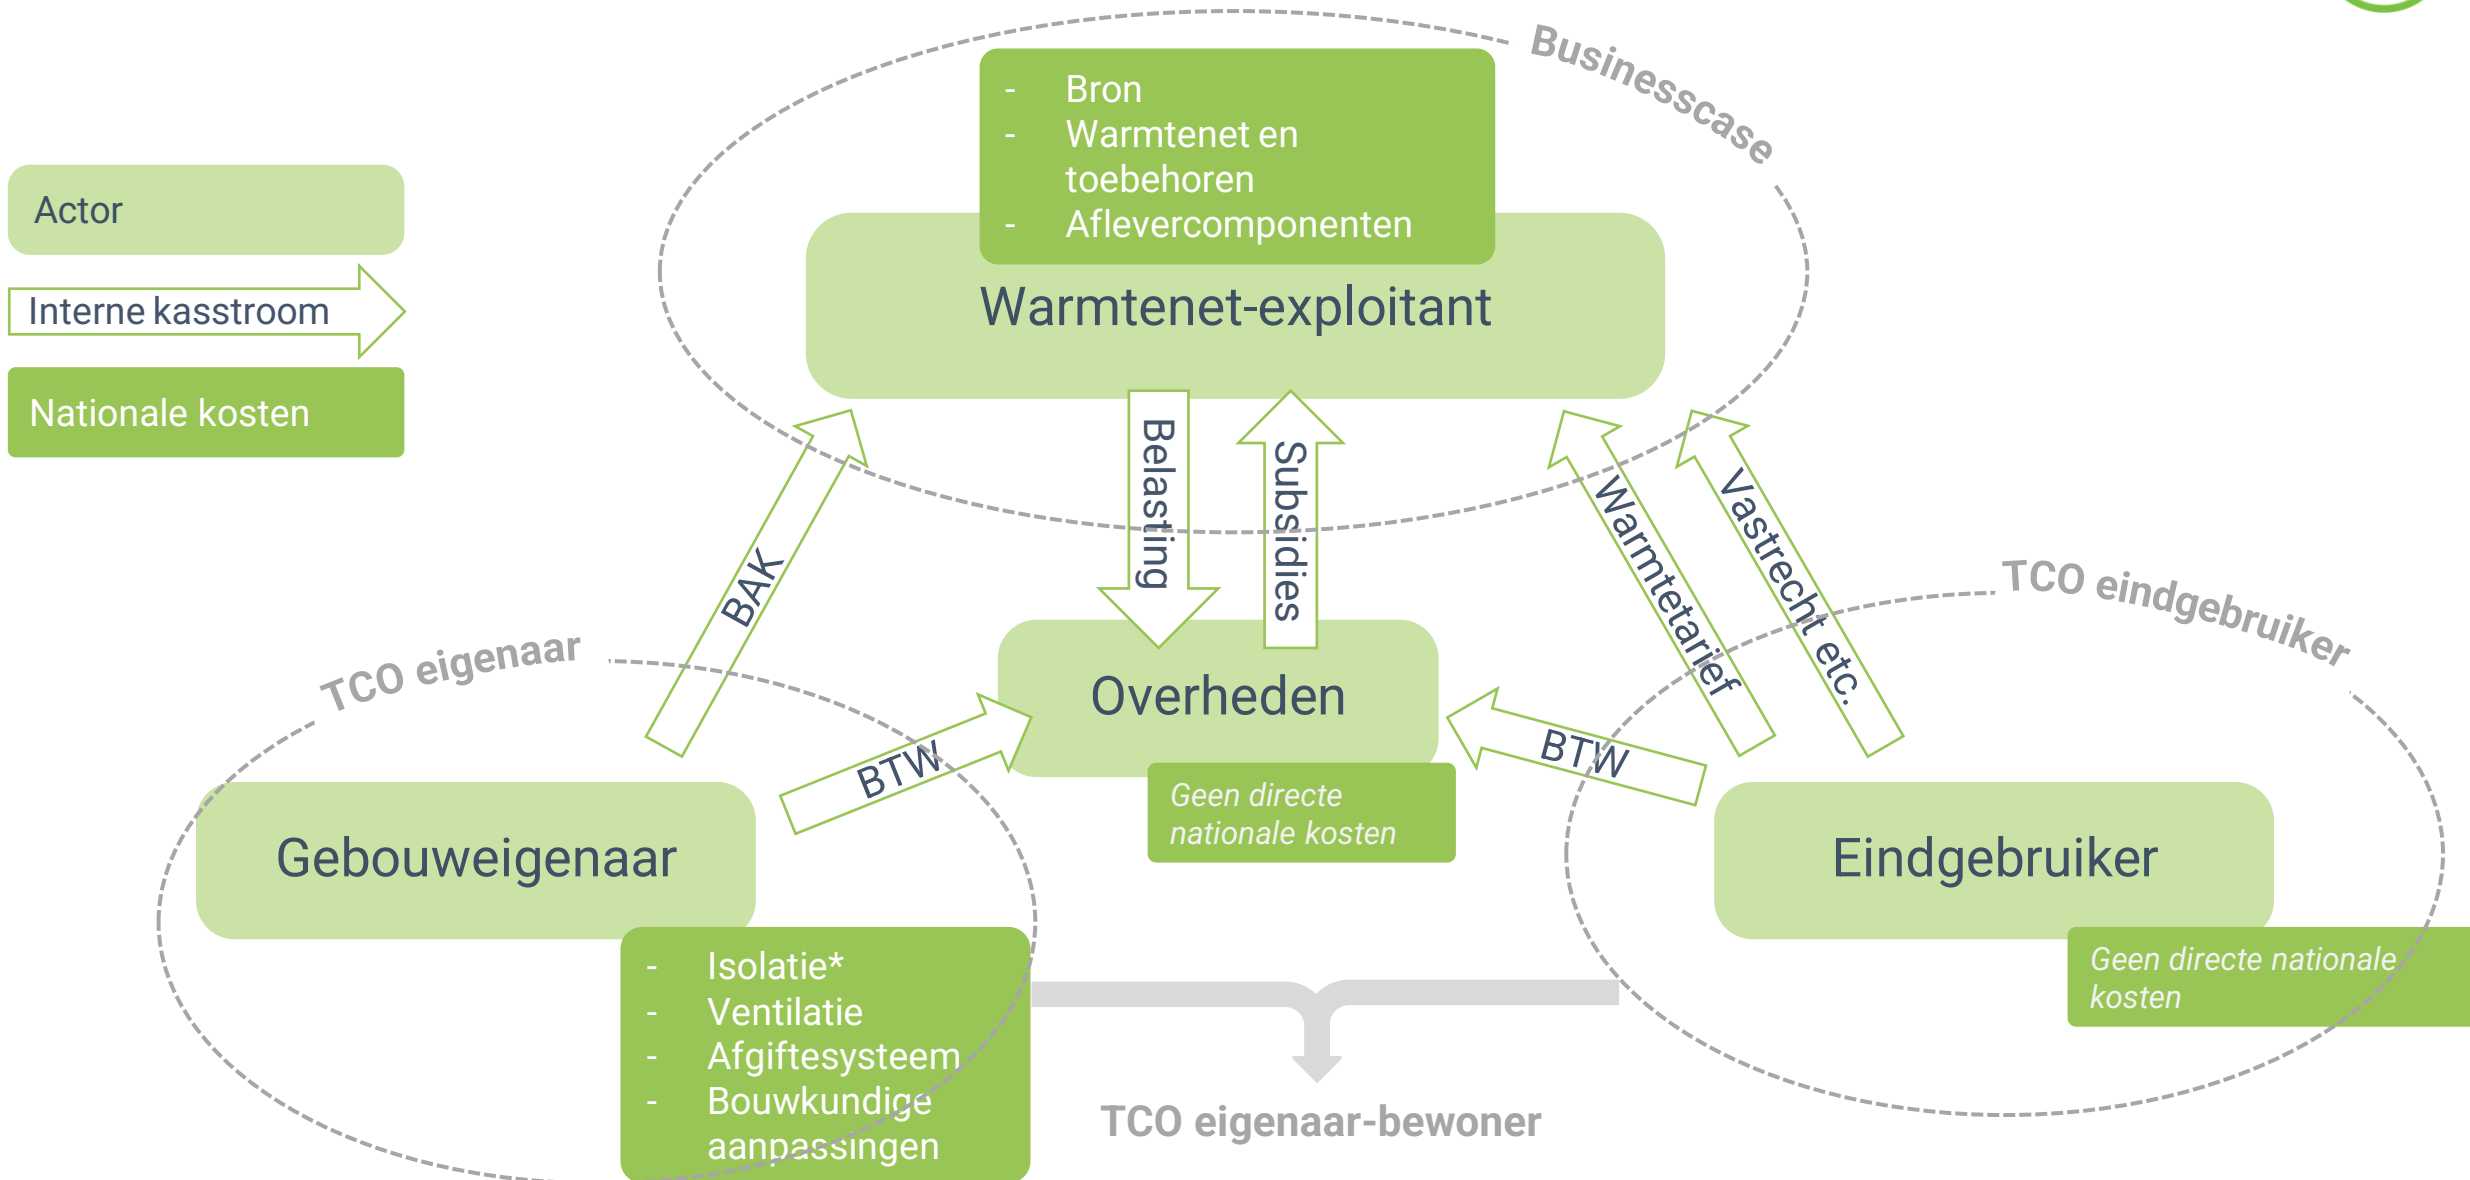 Businesscase
- Bron
- Warmtenet en
toebehoren
- Aflevercomponenten
Warmtenet-exploitant
Actor
Interne kasstroom
Nationale kosten
BAK
Belasting
Subsidies
Warmtetarief
Vastrecht etc.
TCO eigenaar
TCO eindgebruiker
Overheden
BTW
BTW
Geen directe
nationale kosten
Gebouweigenaar
Eindgebruiker
- Isolatie*
- Ventilatie
- Afgiftesysteem
- Bouwkundige
aanpassingen
Geen directe nationale
kosten
TCO eigenaar-bewoner